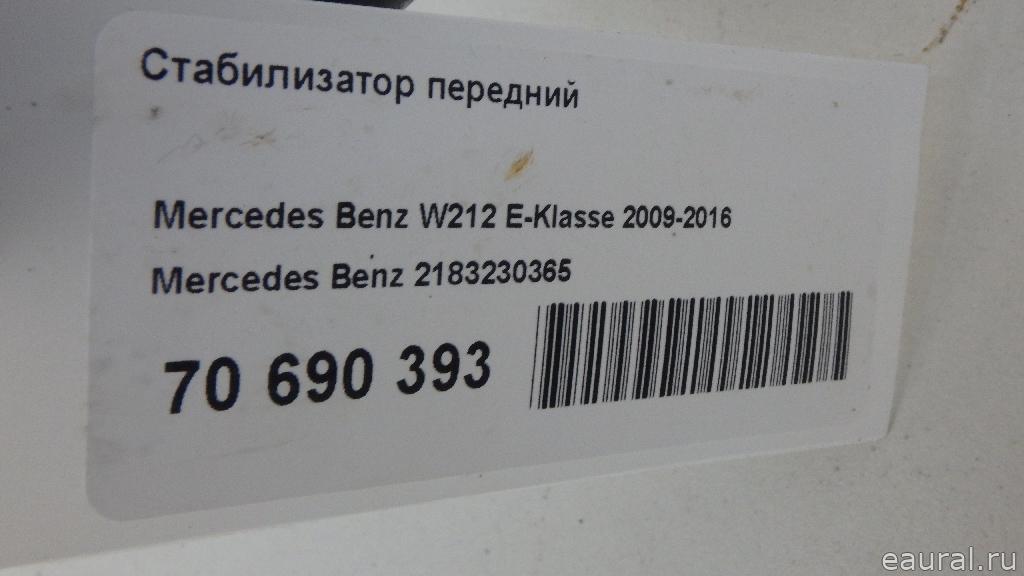 Стабилизатор передний
Mercedes Benz W212 E-Klasse 2009-2016
Mercedes Benz 2183230365
70 690 393
eaural.ru